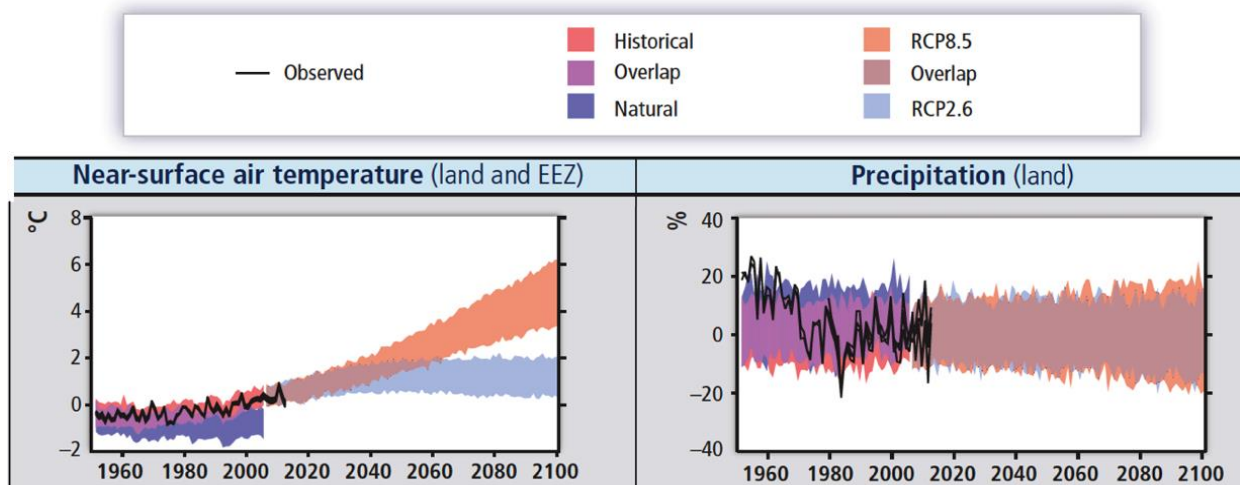 Observed
Historical
Overlap
Natural
RCP8.5
Overlap
RCP2.6
Near-surface air temperature (land and EEZ)
°C
8
6
4
2
0
–2
1960 1980 2000 2020 2040 2060 2080 2100
Precipitation (land)
%
40
20
0
–20
–40
1960 1980 2000 2020 2040 2060 2080 2100